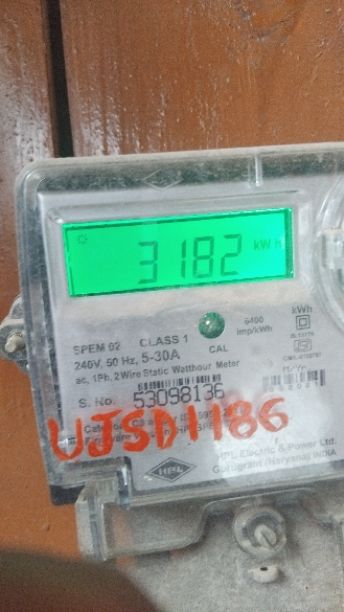 3182 kWh
SPEM 02 CLASS 1
240V, 50 Hz, 5-30A CAL 6400 imp/kWh
kWh
ac, 1Ph, 2 Wire Static Watthour Meter
S. No. 53098136
UJSD1186
HPL
HPL Electric & Power Ltd.
Gurugram (Haryana) INDIA